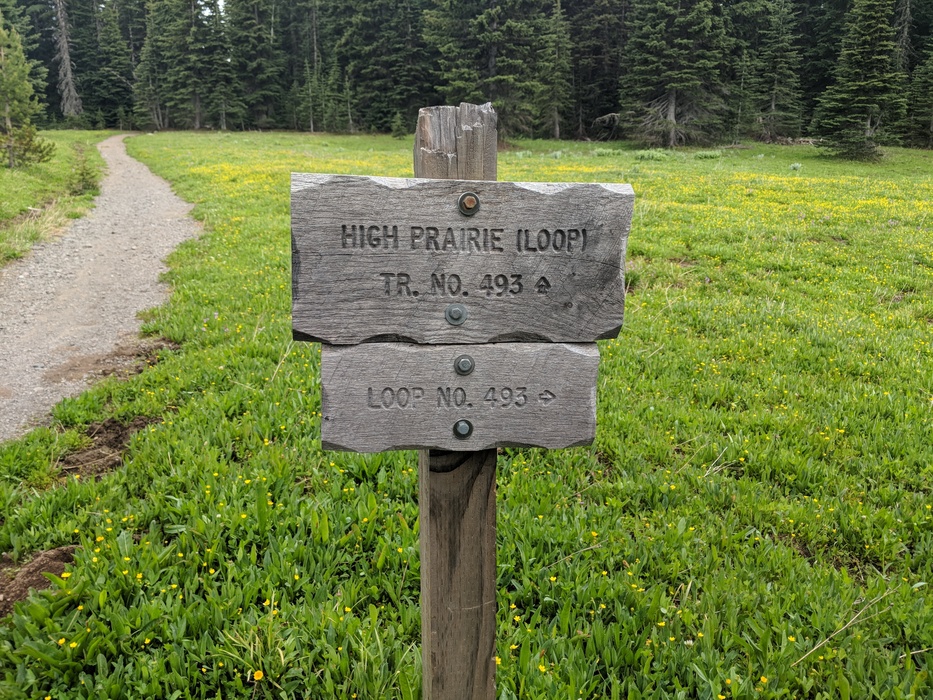 HIGH PRAIRIE (LOOP)
TR. NO. 493 ⇧
LOOP NO. 493 ⇨